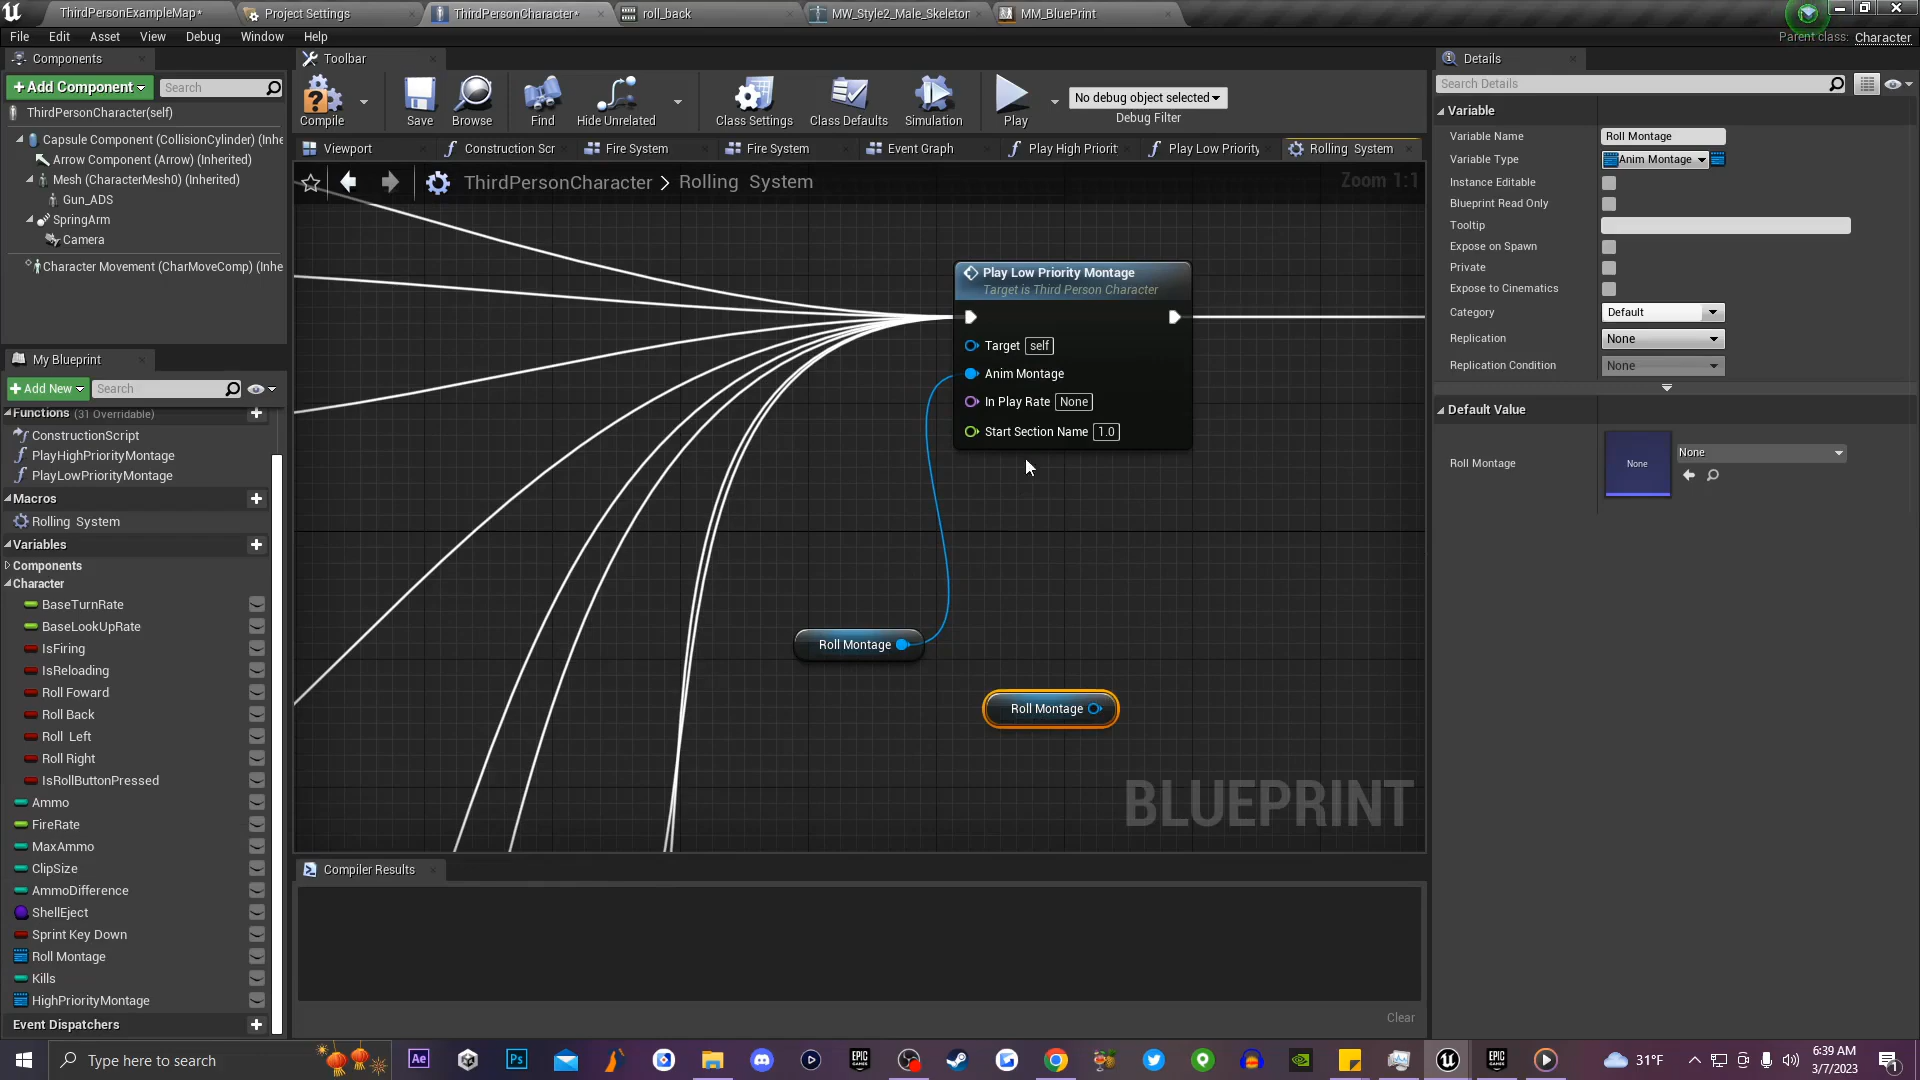 ThirdPersonExampleMap*
Project Settings
ThirdPersonCharacter*
roll_back
MW_Style2_Male_Skeleton
MM_BluePrint
File Edit Asset View Debug Window Help
Parent class: Character
Components
Toolbar
Details
+Add Component
Search
ThirdPersonCharacter(self)
Capsule Component (CollisionCylinder) (Inhe
Arrow Component (Arrow) (Inherited)
Mesh (CharacterMesh0) (Inherited)
Gun_ADS
SpringArm
Camera
Character Movement (CharMoveComp) (Inhe
Compile
Save
Browse
Find
Hide Unrelated
Class Settings
Class Defaults
Simulation
Play
No debug object selected
Debug Filter
Viewport
Construction Scr
Fire System
Fire System
Event Graph
Play High Priorit
Play Low Priority
Rolling System
ThirdPersonCharacter > Rolling System
Zoom 1:1
Play Low Priority Montage
Target is Third Person Character
Target self
Anim Montage
In Play Rate None
Start Section Name 1.0
Roll Montage
Roll Montage
BLUEPRINT
My Blueprint
+Add New
Search
Functions (31 Overridable)
ConstructionScript
PlayHighPriorityMontage
PlayLowPriorityMontage
Macros
Rolling System
Variables
Components
Character
BaseTurnRate
BaseLookUpRate
IsFiring
IsReloading
Roll Foward
Roll Back
Roll Left
Roll Right
IsRollButtonPressed
Ammo
FireRate
MaxAmmo
ClipSize
AmmoDifference
ShellEject
Sprint Key Down
Roll Montage
Kills
HighPriorityMontage
Event Dispatchers
Compiler Results
Clear
Search Details
Variable
Variable Name Roll Montage
Variable Type Anim Montage
Instance Editable
Blueprint Read Only
Tooltip
Expose on Spawn
Private
Expose to Cinematics
Category Default
Replication None
Replication Condition None
Default Value
Roll Montage None None
Type here to search
Ae
Ps
EPIC GAMES
EPIC GAMES
31°F
6:39 AM
3/7/2023
1